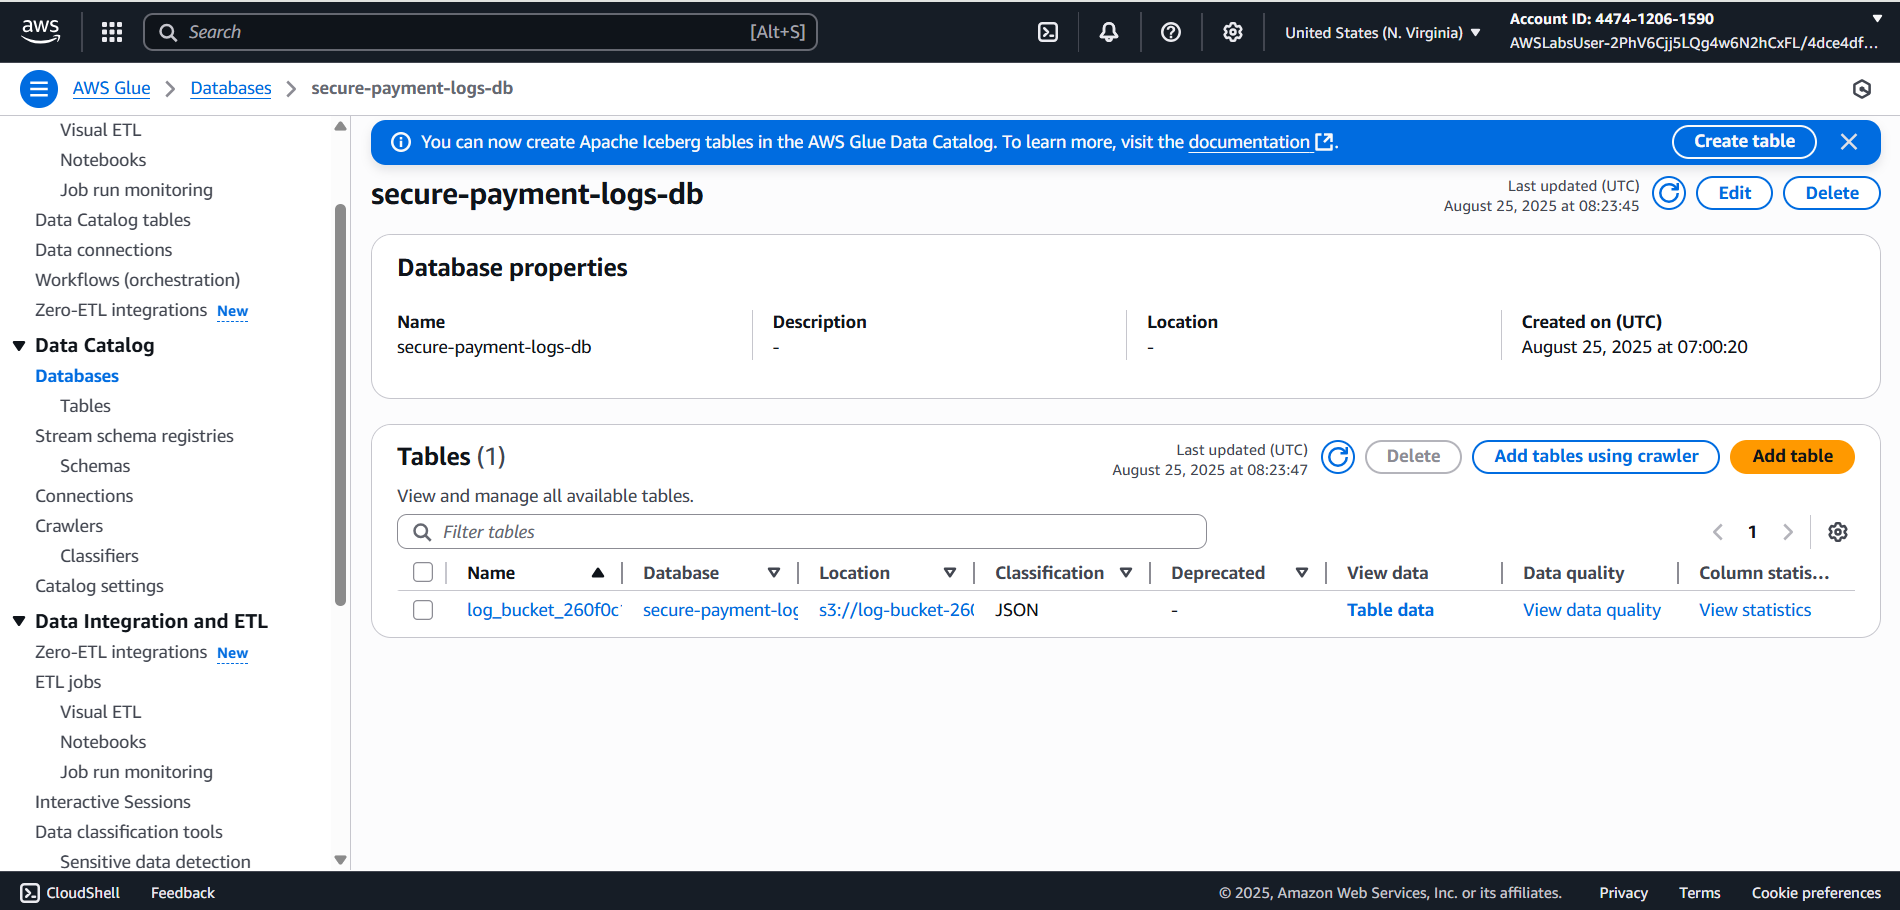 aws
Search [Alt+S]
United States (N. Virginia)
Account ID: 4474-1206-1590
AWSLabsUser-2PhV6Cjj5LQg4w6N2hCxFL/4dce4df...
AWS Glue > Databases > secure-payment-logs-db
Visual ETL
Notebooks
Job run monitoring
Data Catalog tables
Data connections
Workflows (orchestration)
Zero-ETL integrations New
Data Catalog
Databases
Tables
Stream schema registries
Schemas
Connections
Crawlers
Classifiers
Catalog settings
Data Integration and ETL
Zero-ETL integrations New
ETL jobs
Visual ETL
Notebooks
Job run monitoring
Interactive Sessions
Data classification tools
Sensitive data detection
You can now create Apache Iceberg tables in the AWS Glue Data Catalog. To learn more, visit the documentation.
Create table
secure-payment-logs-db
Last updated (UTC)
August 25, 2025 at 08:23:45
Edit
Delete
Database properties
Name
secure-payment-logs-db
Description
-
Location
-
Created on (UTC)
August 25, 2025 at 07:00:20
Tables (1)
Last updated (UTC)
August 25, 2025 at 08:23:47
Delete
Add tables using crawler
Add table
View and manage all available tables.
Filter tables
1
Name Database Location Classification Deprecated View data Data quality Column statis...
log_bucket_260f0c secure-payment-log s3://log-bucket-260 JSON - Table data View data quality View statistics
CloudShell Feedback © 2025, Amazon Web Services, Inc. or its affiliates. Privacy Terms Cookie preferences